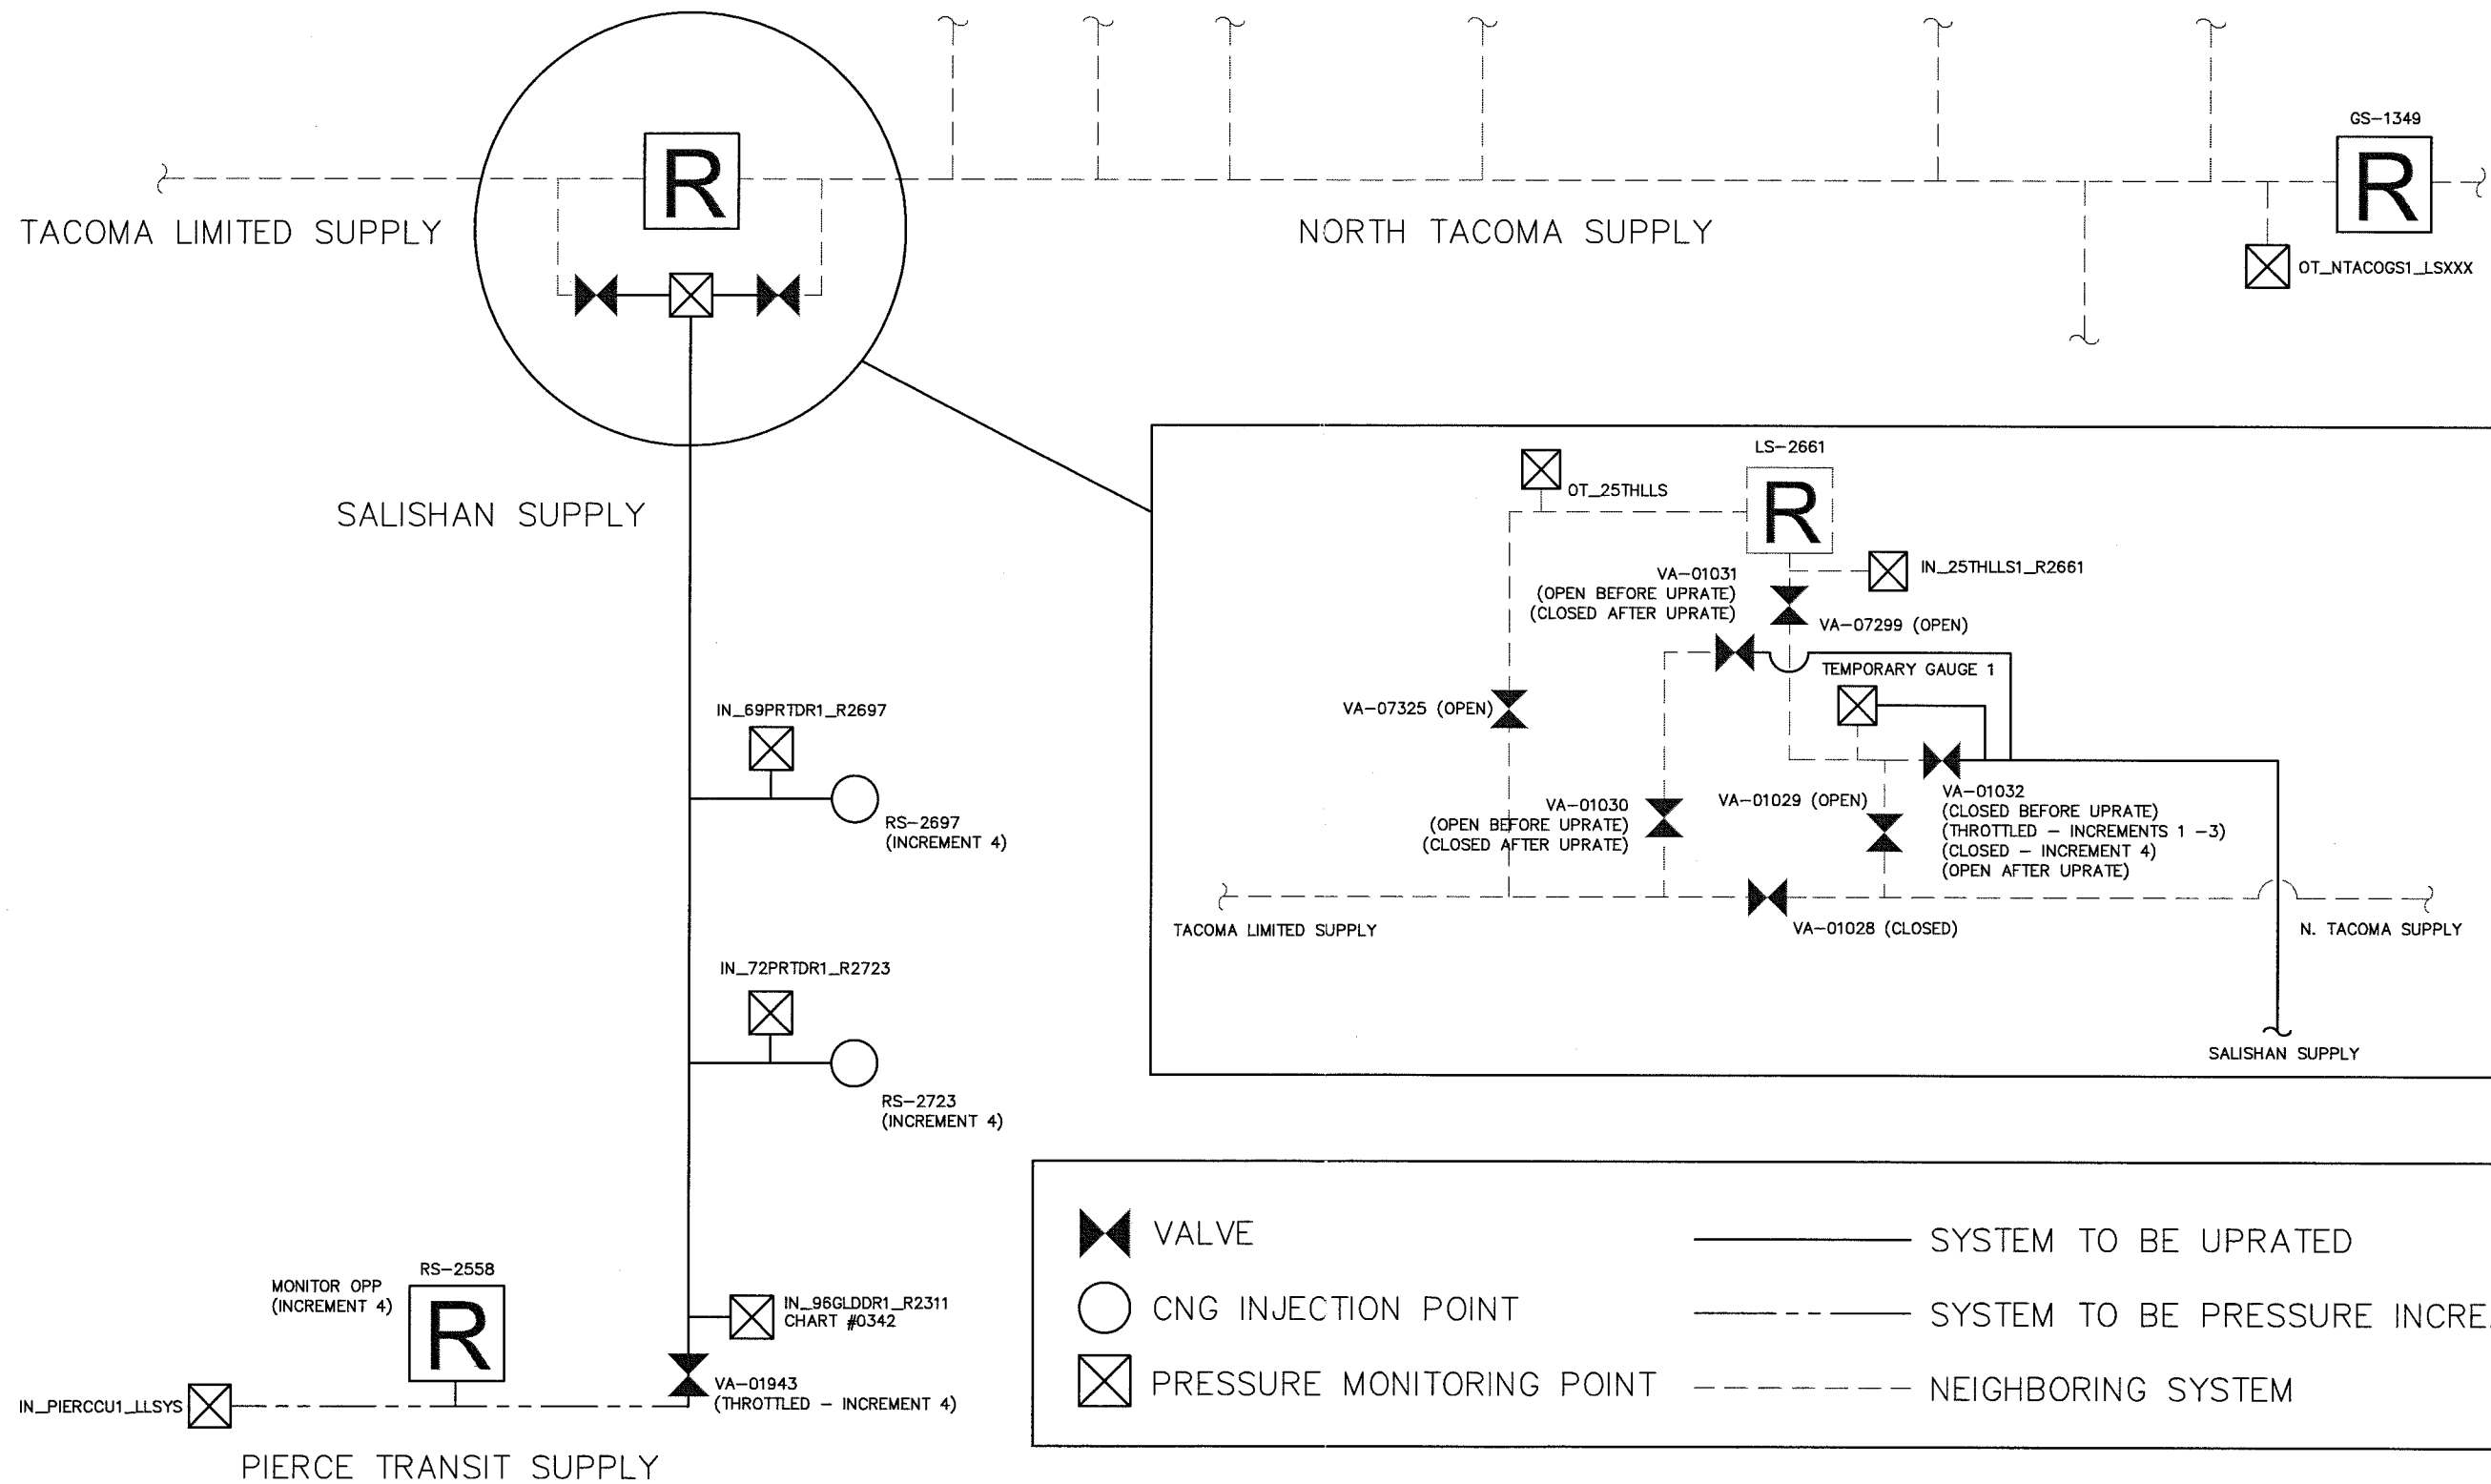 GS-1349
R
R
TACOMA LIMITED SUPPLY
NORTH TACOMA SUPPLY
OT_NTACOGS1_LSXXX
SALISHAN SUPPLY
LS-2661
OT_25THLLS
R
IN_25THLLS1_R2661
VA-01031
(OPEN BEFORE UPRATE)
(CLOSED AFTER UPRATE)
VA-07299 (OPEN)
TEMPORARY GAUGE 1
VA-07325 (OPEN)
VA-01030
(OPEN BEFORE UPRATE)
(CLOSED AFTER UPRATE)
VA-01029 (OPEN)
VA-01032
(CLOSED BEFORE UPRATE)
(THROTTLED - INCREMENTS 1 -3)
(CLOSED - INCREMENT 4)
(OPEN AFTER UPRATE)
TACOMA LIMITED SUPPLY
VA-01028 (CLOSED)
N. TACOMA SUPPLY
SALISHAN SUPPLY
IN_69PRTDR1_R2697
RS-2697
(INCREMENT 4)
IN_72PRTDR1_R2723
RS-2723
(INCREMENT 4)
RS-2558
MONITOR OPP
(INCREMENT 4)
R
IN_96GLDDR1_R2311
CHART #0342
VA-01943
(THROTTLED - INCREMENT 4)
IN_PIERCCU1_LLSYS
PIERCE TRANSIT SUPPLY
VALVE
CNG INJECTION POINT
PRESSURE MONITORING POINT
SYSTEM TO BE UPRATED
SYSTEM TO BE PRESSURE INCRE
NEIGHBORING SYSTEM